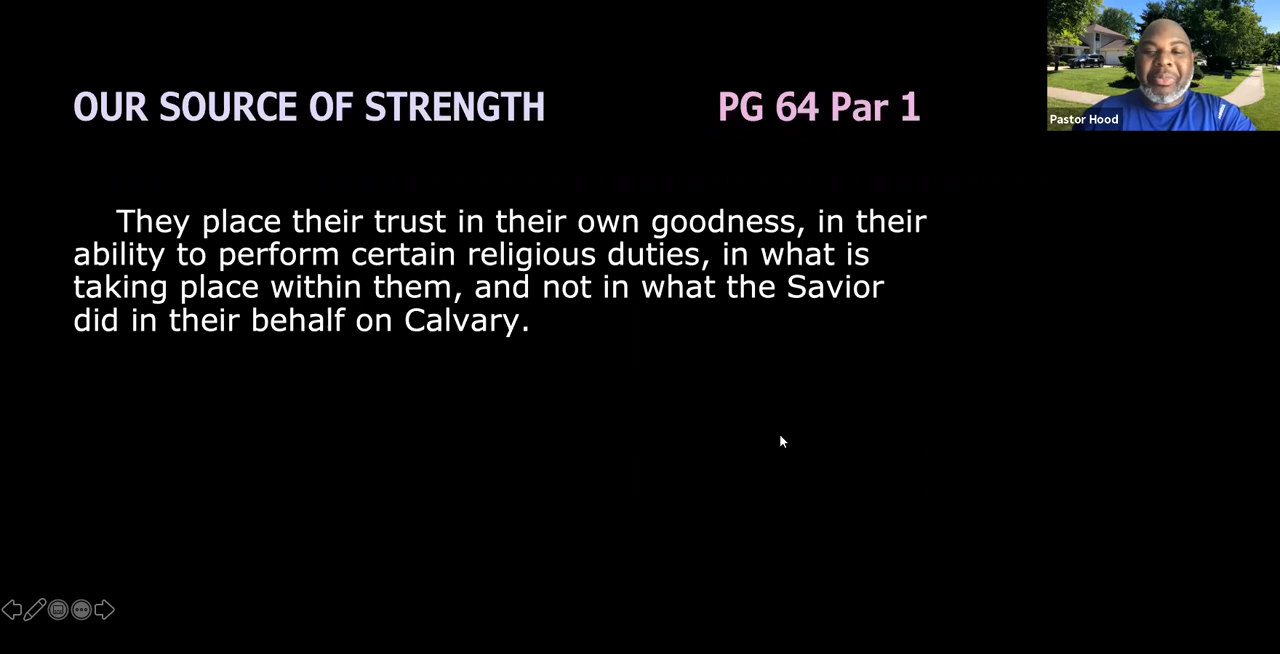 OUR SOURCE OF STRENGTH PG 64 Par 1
Pastor Hood
They place their trust in their own goodness, in their
ability to perform certain religious duties, in what is
taking place within them, and not in what the Savior
did in their behalf on Calvary.